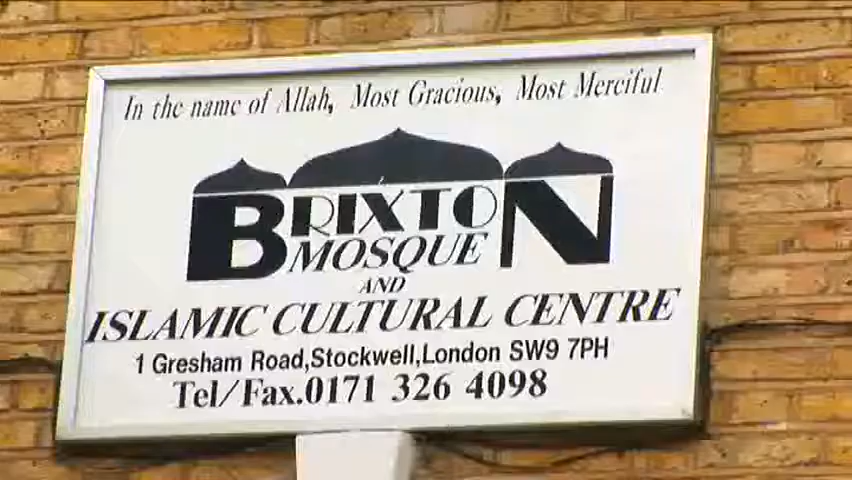 In the name of Allah, Most Gracious, Most Merciful
BRIXTON
MOSQUE
AND
ISLAMIC CULTURAL CENTRE
1 Gresham Road,Stockwell,London SW9 7PH
Tel/Fax.0171 326 4098